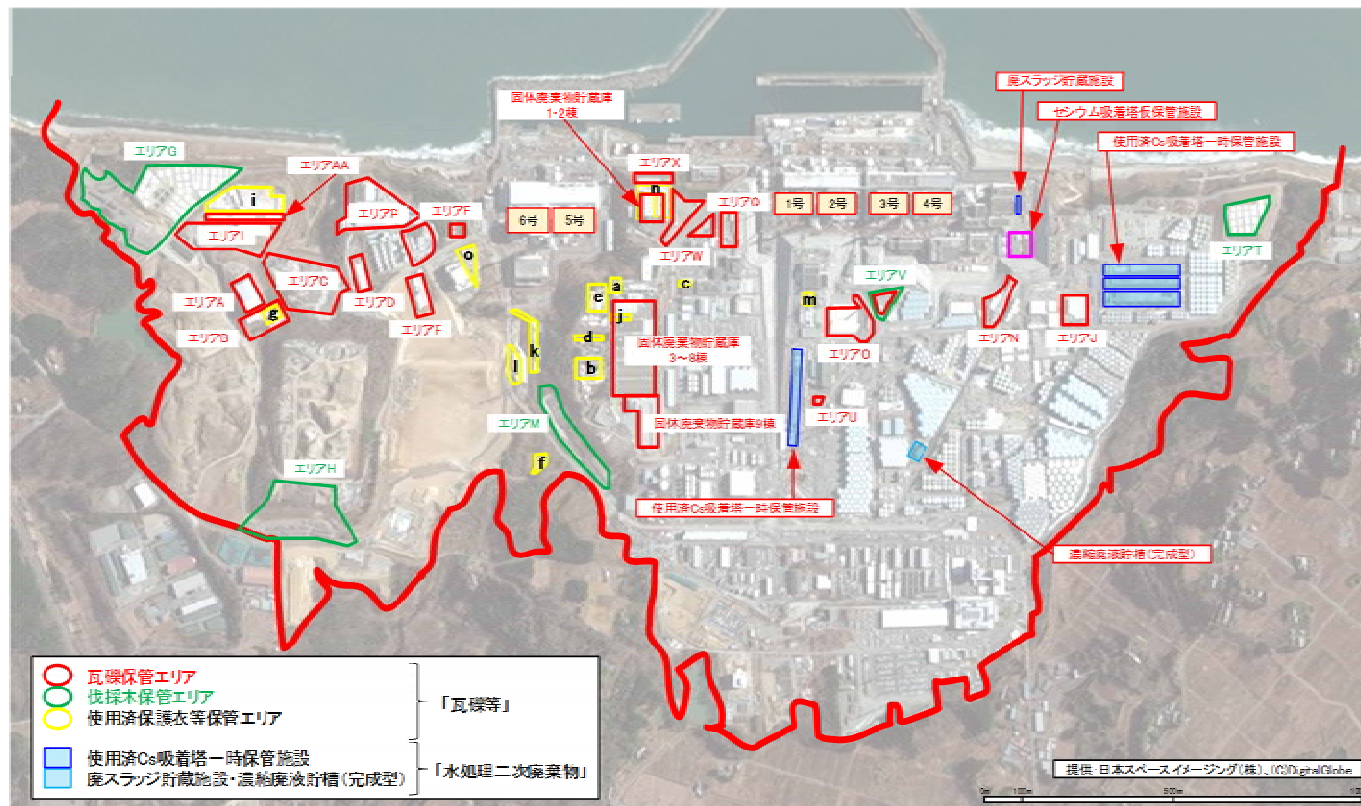 廃スラッジ貯蔵施設
固体廃棄物貯蔵庫
1・2棟
セシウム吸着塔仮保管施設
使用済Cs吸着塔一時保管施設
エリアG
エリアAA
エリアX
i
n
エリアP
エリアF
エリアQ
1号
2号
3号
4号
6号
5号
エリアI
エリアW
エリアT
o
エリアC
エリアV
a
c
e
m
エリアA
エリアD
エリアF
g
j
エリアN
エリアJ
d
固体廃棄物貯蔵庫
3～8棟
エリアO
k
l
b
エリアU
エリアM
固体廃棄物貯蔵庫9棟
f
エリアH
使用済Cs吸着塔一時保管施設
濃縮廃液貯槽(完成型)
瓦礫保管エリア
伐採木保管エリア
使用済保護衣等保管エリア
「瓦礫等」
使用済Cs吸着塔一時保管施設
廃スラッジ貯蔵施設・濃縮廃液貯槽(完成型)
「水処理二次廃棄物」
提供:日本スペースイメージング(株)、(C)DigitalGlobe
0m 100m 500m